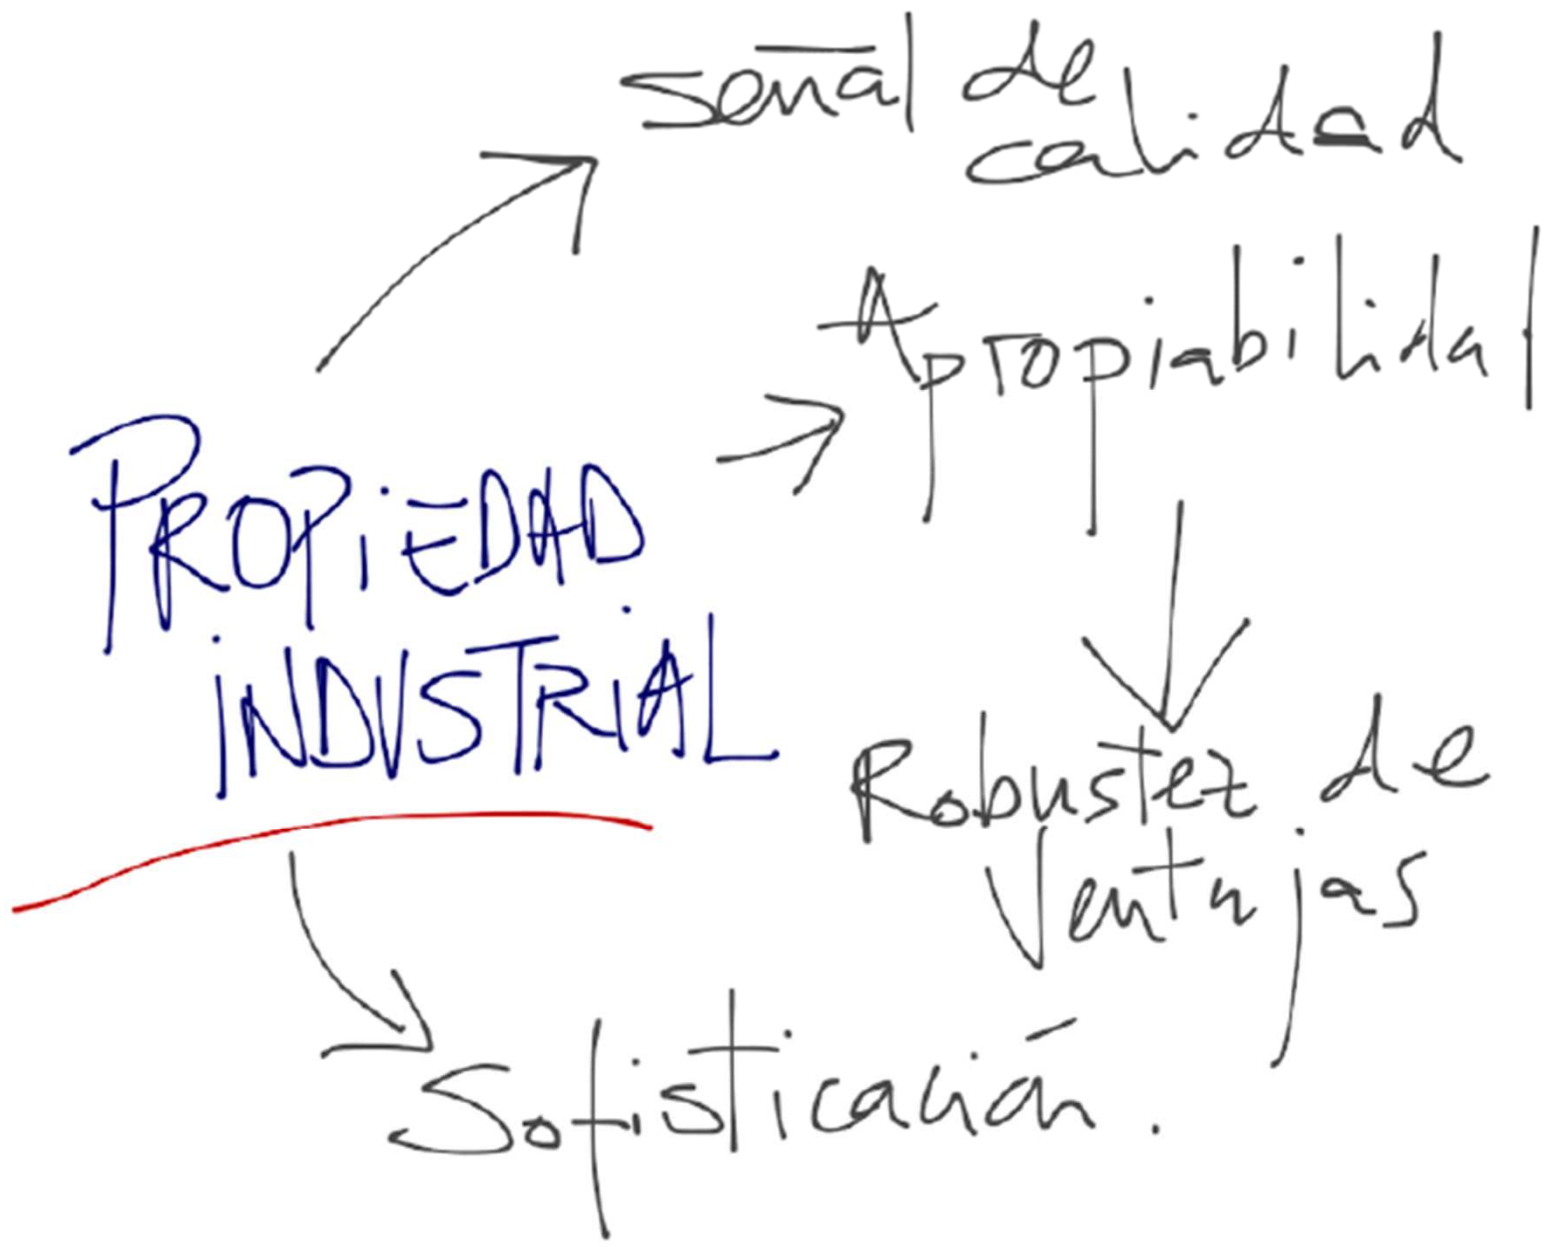 señal de
calidad
Apropiabilidad
PROPiEDAD
iNDUSTRiAL
Robustez de
Ventajas
Sofisticación.